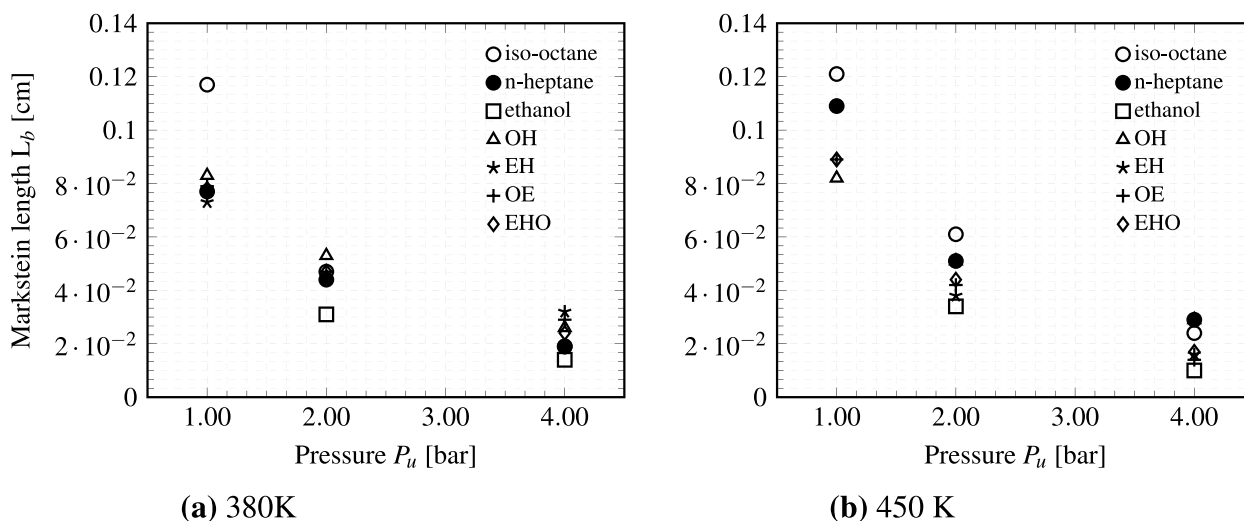 0.14
0.12
0.1
8·10⁻²
6·10⁻²
4·10⁻²
2·10⁻²
0
Markstein length L_b [cm]
iso-octane
n-heptane
ethanol
OH
EH
OE
EHO
1.00 2.00 3.00 4.00
Pressure P_u [bar]
(a) 380K
0.14
0.12
0.1
8·10⁻²
6·10⁻²
4·10⁻²
2·10⁻²
0
iso-octane
n-heptane
ethanol
OH
EH
OE
EHO
1.00 2.00 3.00 4.00
Pressure P_u [bar]
(b) 450 K